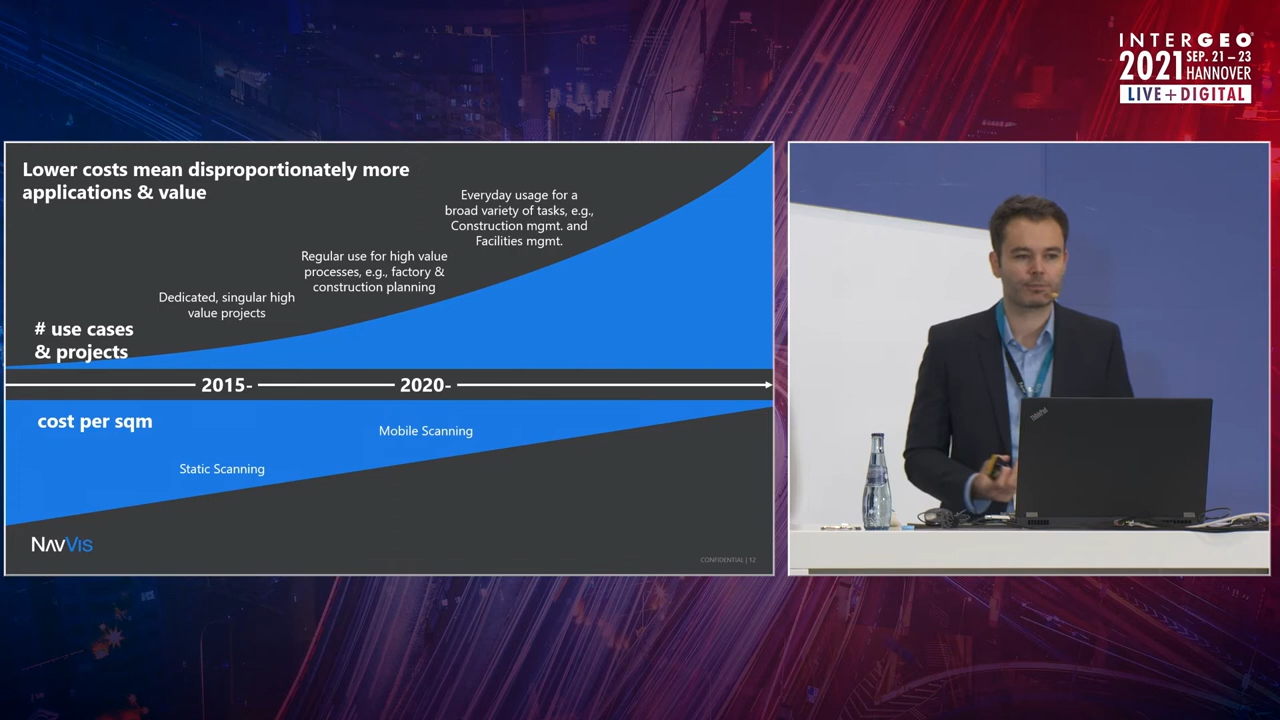 INTERGEO
2021 SEP. 21 – 23
HANNOVER
LIVE + DIGITAL
Lower costs mean disproportionately more
applications & value
Everyday usage for a
broad variety of tasks, e.g.,
Construction mgmt. and
Facilities mgmt.
Regular use for high value
processes, e.g., factory &
construction planning
Dedicated, singular high
value projects
# use cases
& projects
2015-
2020-
cost per sqm
Mobile Scanning
Static Scanning
NAVVIS
CONFIDENTIAL | 12
ThinkPad